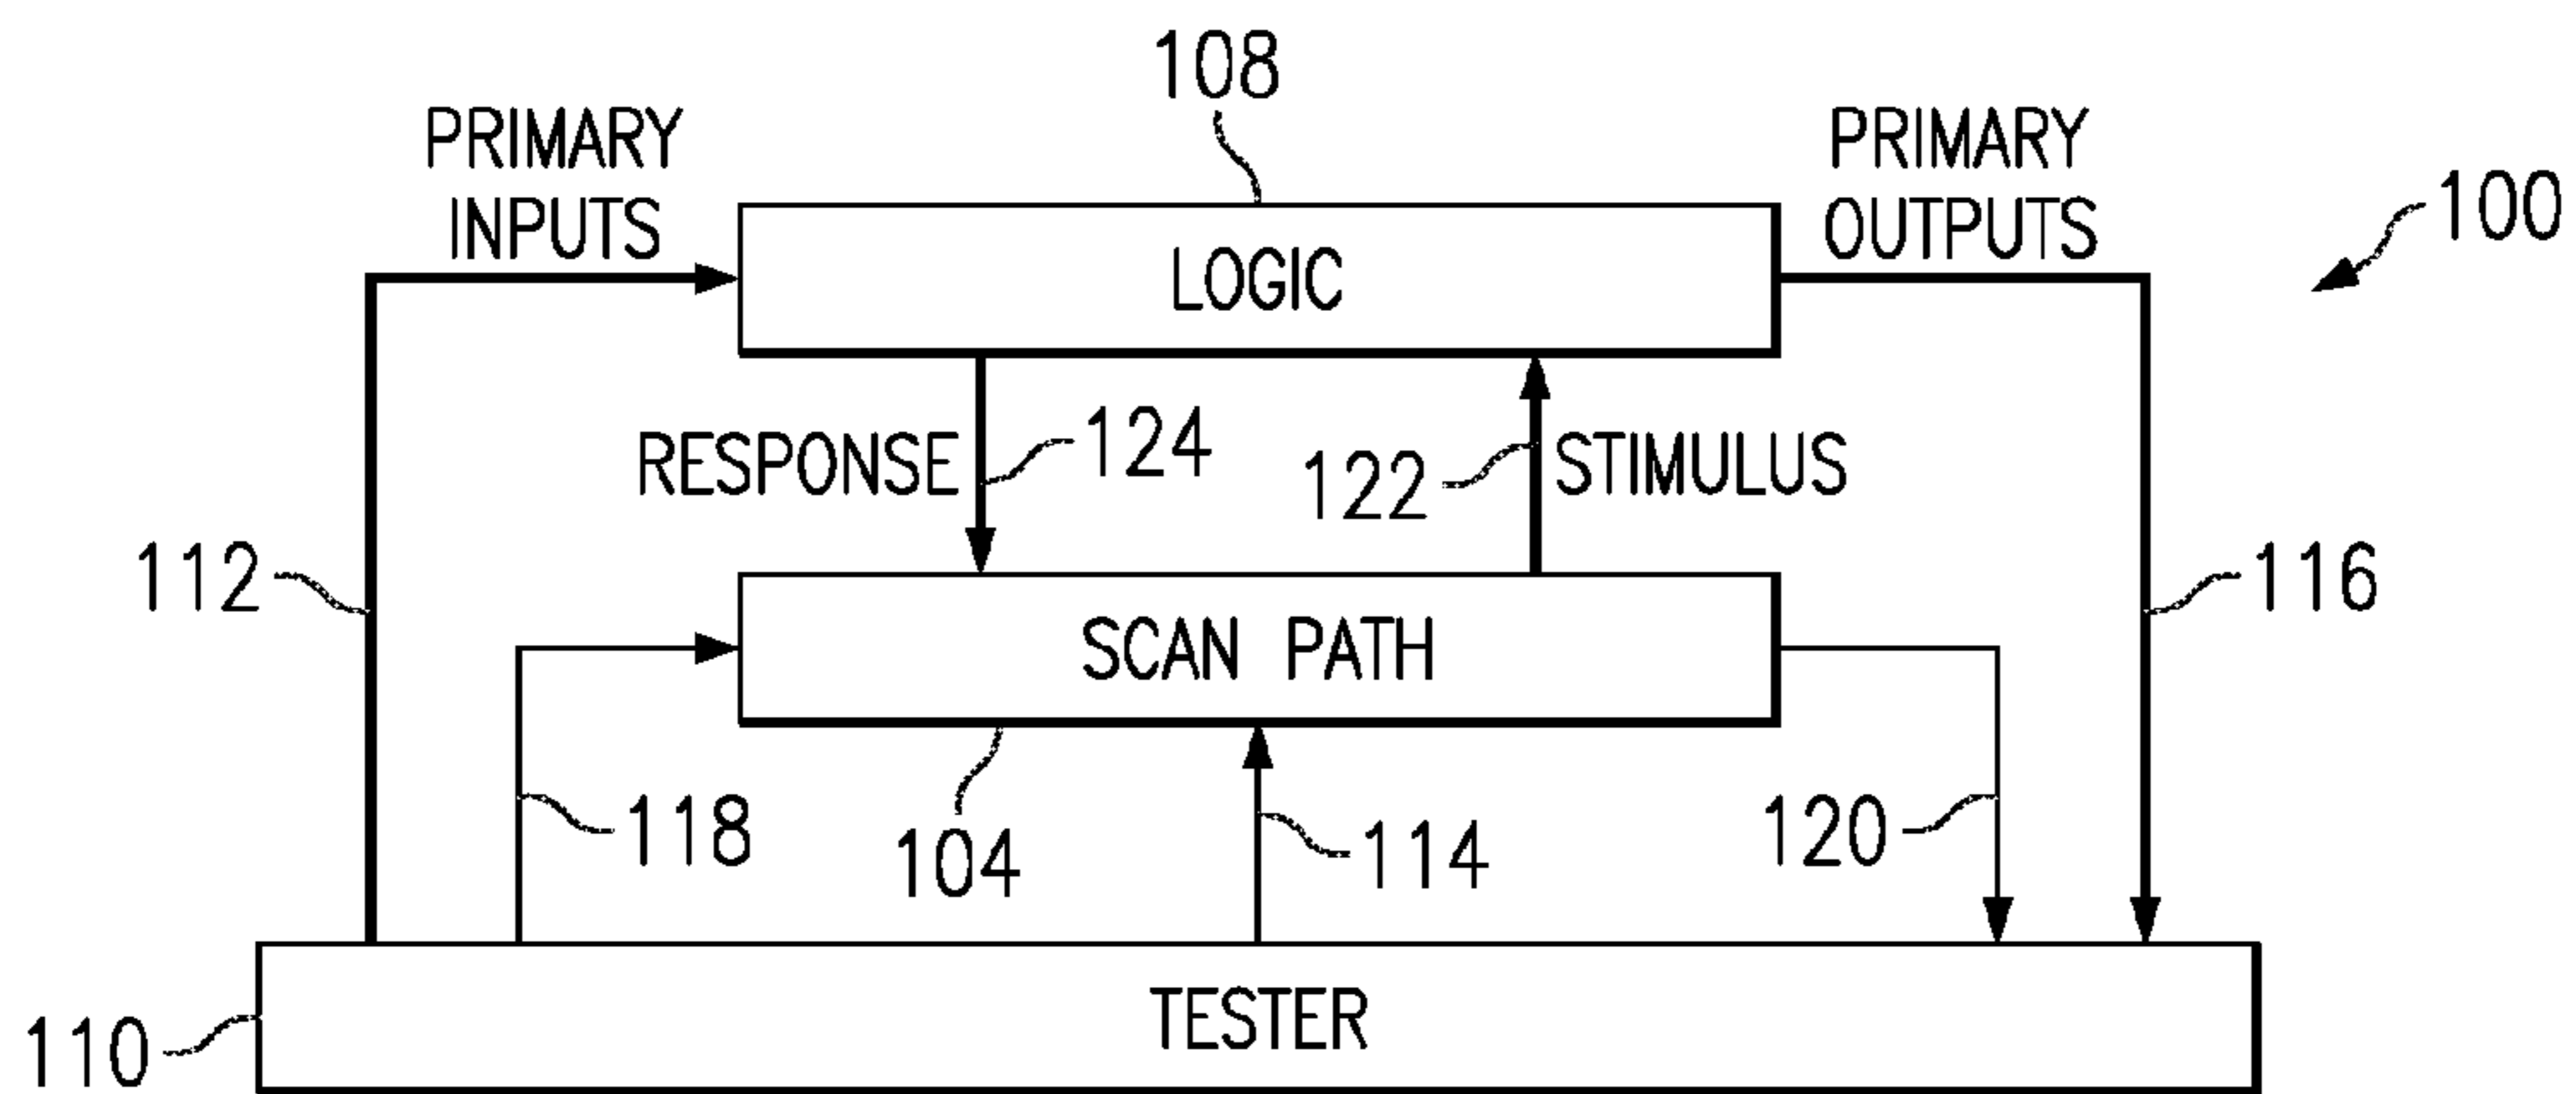 108
PRIMARY
INPUTS
PRIMARY
OUTPUTS
100
LOGIC
RESPONSE
124
122
STIMULUS
112
116
SCAN PATH
118
104
114
120
110
TESTER